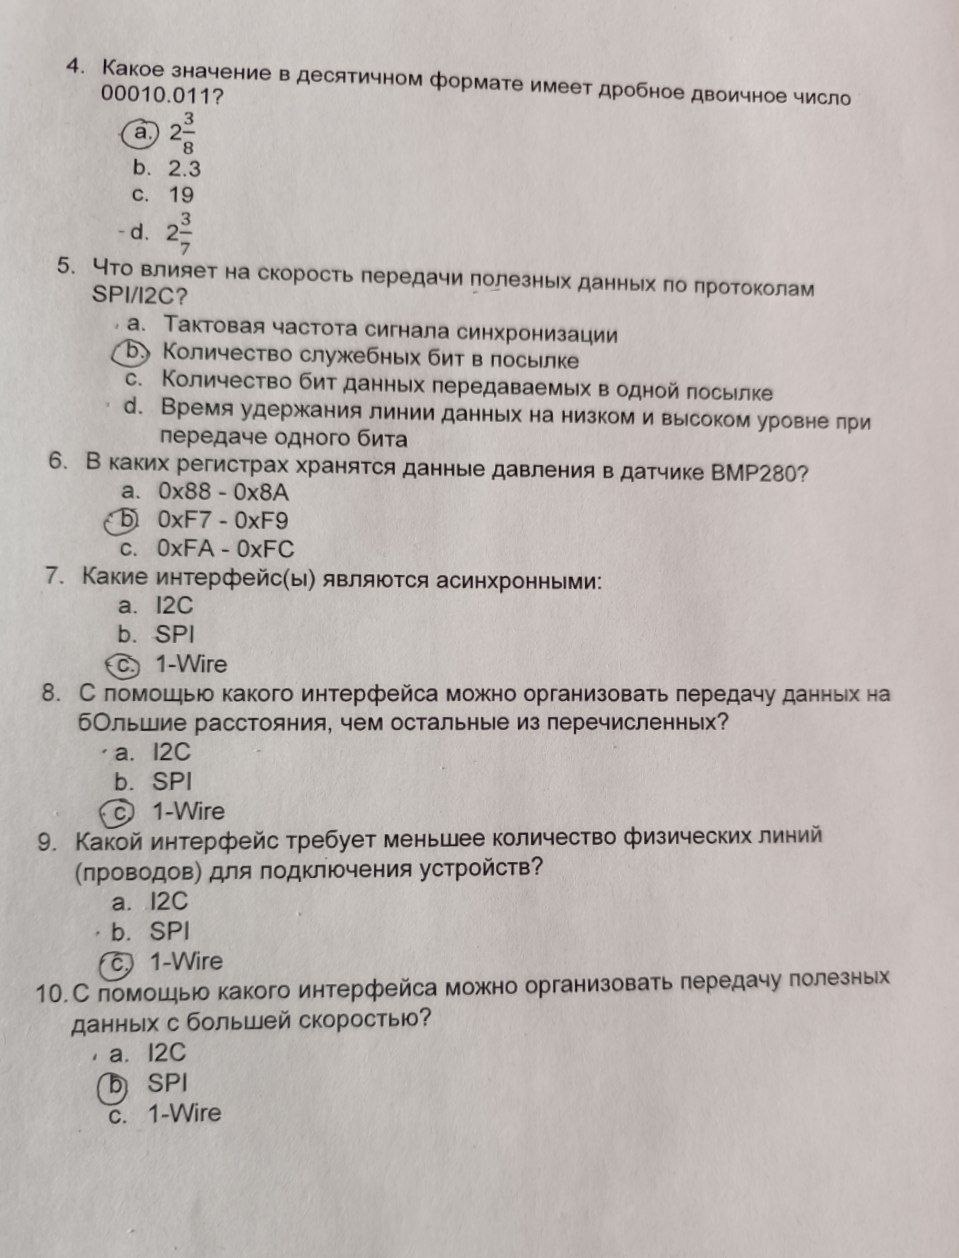 4. Какое значение в десятичном формате имеет дробное двоичное число
00010.011?
a. 2 3/8
b. 2.3
c. 19
d. 2 3/7
5. Что влияет на скорость передачи полезных данных по протоколам
SPI/I2C?
a. Тактовая частота сигнала синхронизации
b. Количество служебных бит в посылке
c. Количество бит данных передаваемых в одной посылке
d. Время удержания линии данных на низком и высоком уровне при
передаче одного бита
6. В каких регистрах хранятся данные давления в датчике BMP280?
a. 0x88 - 0x8A
b. 0xF7 - 0xF9
c. 0xFA - 0xFC
7. Какие интерфейс(ы) являются асинхронными:
a. I2C
b. SPI
c. 1-Wire
8. С помощью какого интерфейса можно организовать передачу данных на
бОльшие расстояния, чем остальные из перечисленных?
a. I2C
b. SPI
c. 1-Wire
9. Какой интерфейс требует меньшее количество физических линий
(проводов) для подключения устройств?
a. I2C
b. SPI
c. 1-Wire
10. С помощью какого интерфейса можно организовать передачу полезных
данных с большей скоростью?
a. I2C
b. SPI
c. 1-Wire